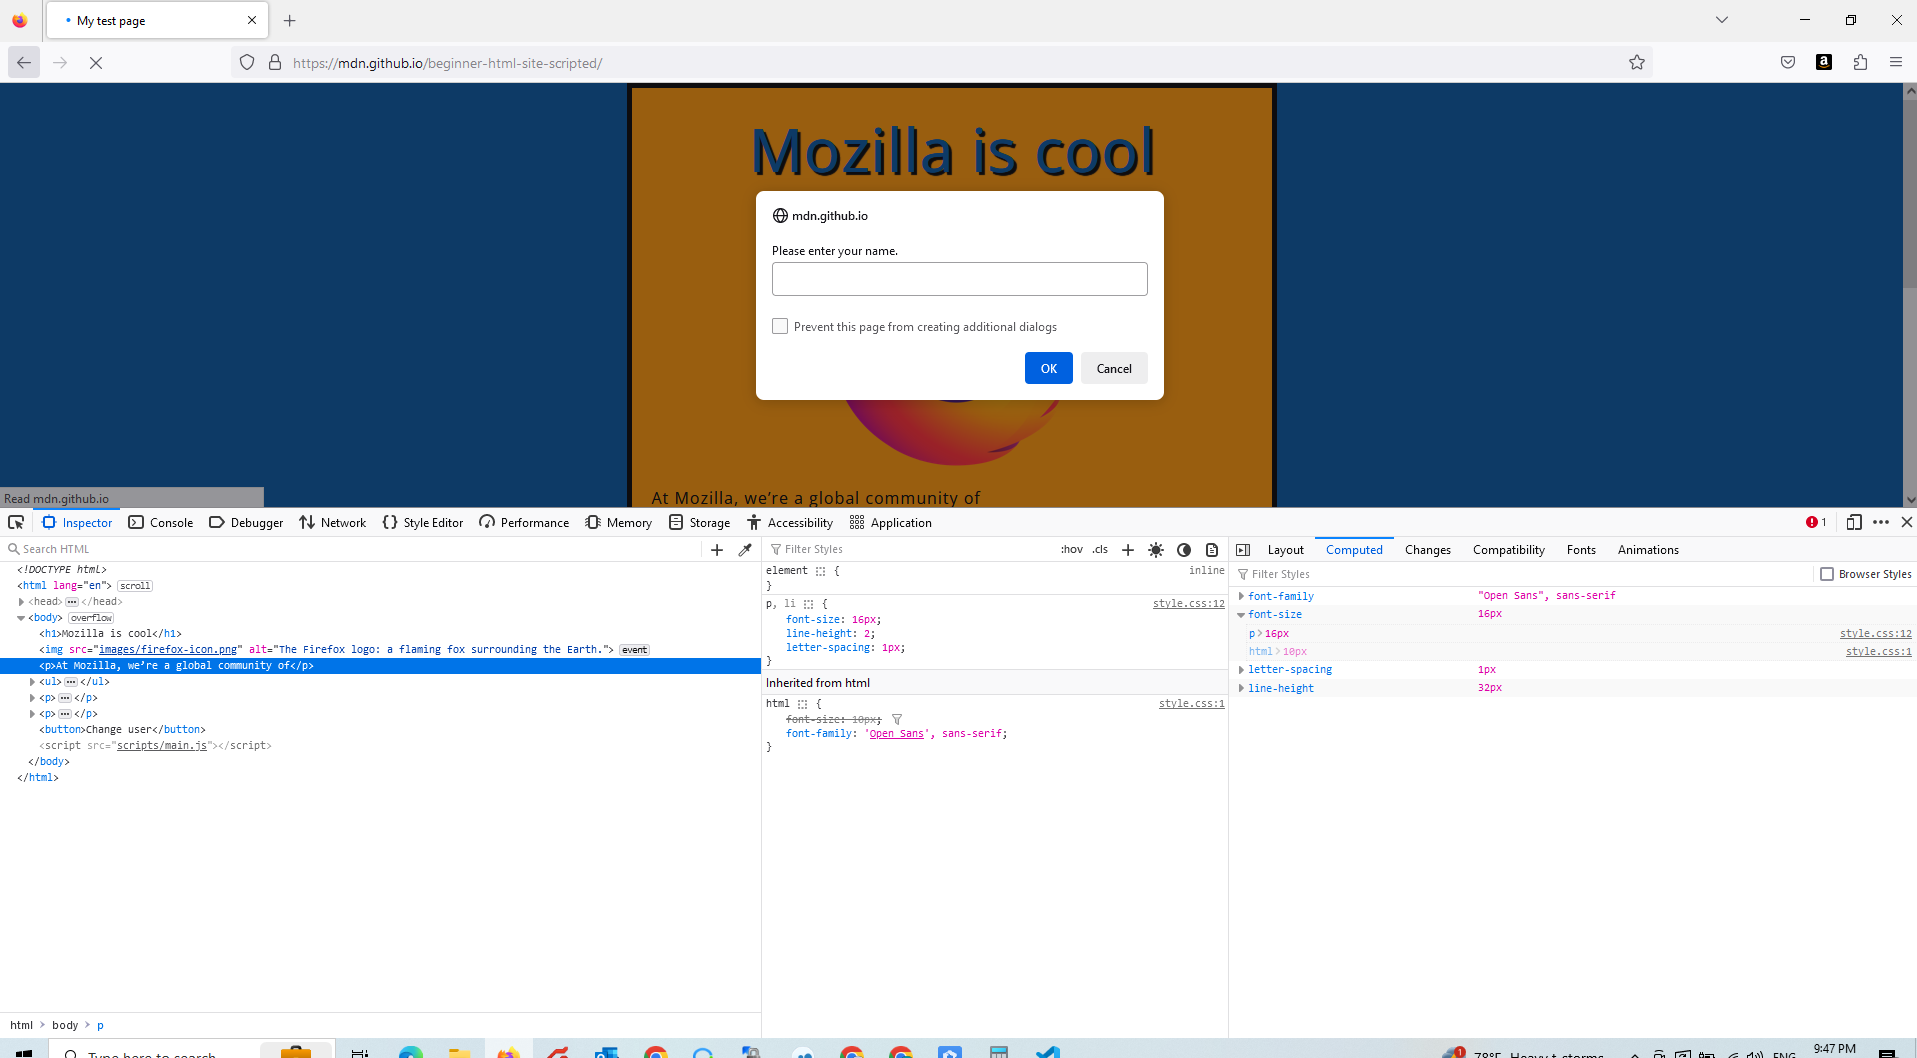 My test page
https://mdn.github.io/beginner-html-site-scripted/
Mozilla is cool
mdn.github.io
Please enter your name.
Prevent this page from creating additional dialogs
OK Cancel
At Mozilla, we’re a global community of
Read mdn.github.io
Inspector Console Debugger Network Style Editor Performance Memory Storage Accessibility Application 1
Search HTML
<!DOCTYPE html>
<html lang="en"> scroll
<head> ••• </head>
<body> overflow
<h1>Mozilla is cool</h1>
<img src="images/firefox-icon.png" alt="The Firefox logo: a flaming fox surrounding the Earth."> event
<p>At Mozilla, we’re a global community of</p>
<ul> ••• </ul>
<p> ••• </p>
<p> ••• </p>
<button>Change user</button>
<script src="scripts/main.js"></script>
</body>
</html>
html > body > p
Filter Styles :hov .cls
element { inline
}
p, li { style.css:12
font-size: 16px;
line-height: 2;
letter-spacing: 1px;
}
Inherited from html
html { style.css:1
font-size: 10px;
font-family: 'Open Sans', sans-serif;
}
Layout Computed Changes Compatibility Fonts Animations
Filter Styles Browser Styles
font-family "Open Sans", sans-serif
font-size 16px
p > 16px style.css:12
html > 10px style.css:1
letter-spacing 1px
line-height 32px
Type here to search
1 78°F Heavy t-storms ENG 9:47 PM